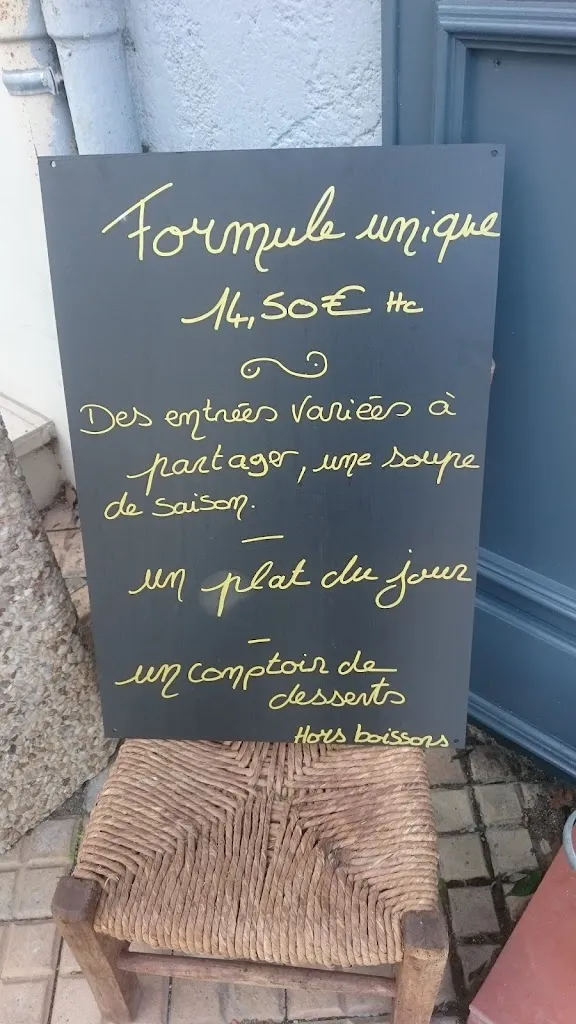 Formule unique
14,50€ Hc
Des entrées variées à
partager, une soupe
de saison.
un plat du jour
un comptoir de
desserts
Hors boissons